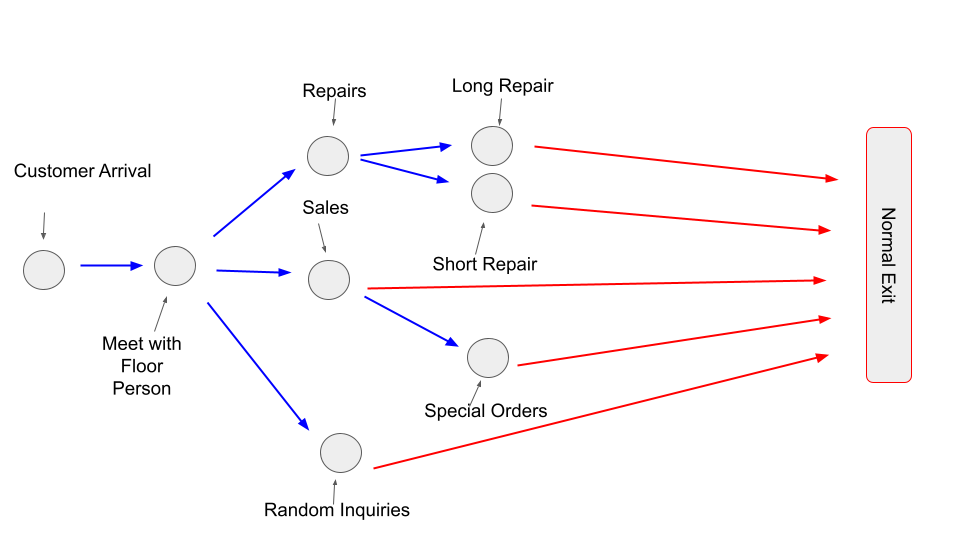 Customer Arrival
Meet with
Floor
Person
Repairs
Sales
Random Inquiries
Long Repair
Short Repair
Special Orders
Normal Exit